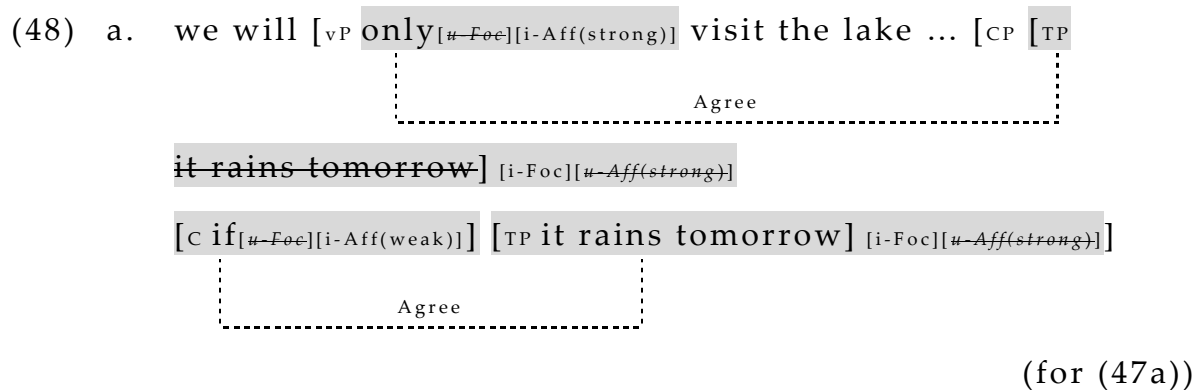 (48) a. we will [vP only[u-Foc][i-Aff(strong)] visit the lake … [CP [TP
Agree
it rains tomorrow] [i-Foc][u-Aff(strong)]
[C if[u-Foc][i-Aff(weak)]] [TP it rains tomorrow] [i-Foc][u-Aff(strong)]]
Agree
(for (47a))